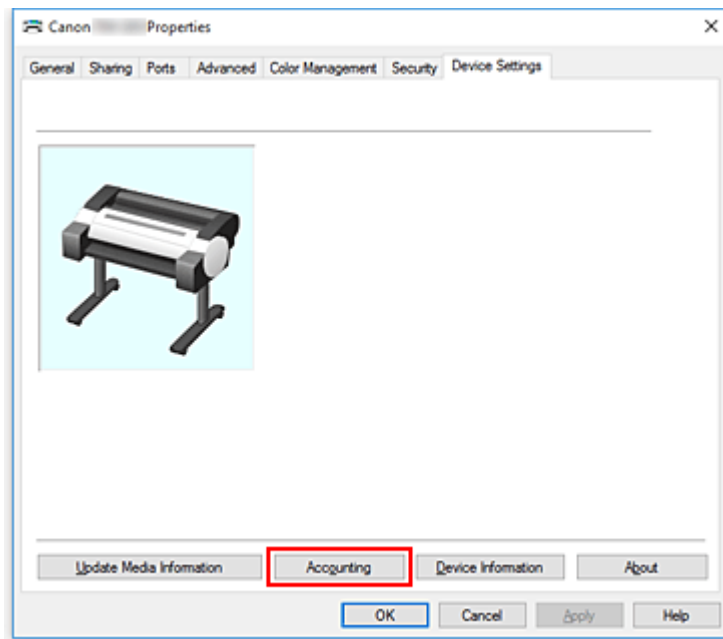 Canon Properties
General Sharing Ports Advanced Color Management Security Device Settings
Update Media Information Accounting Device Information About
OK Cancel Apply Help